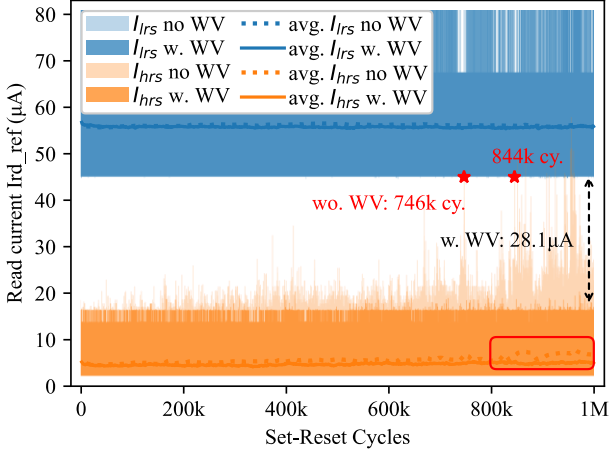 80
70
60
50
40
30
20
10
0
Read current Ird_ref (μA)
I_lrs no WV
I_lrs w. WV
I_hrs no WV
I_hrs w. WV
avg. I_lrs no WV
avg. I_lrs w. WV
avg. I_hrs no WV
avg. I_hrs w. WV
844k cy.
wo. WV: 746k cy.
w. WV: 28.1μA
0
200k
400k
600k
800k
1M
Set-Reset Cycles